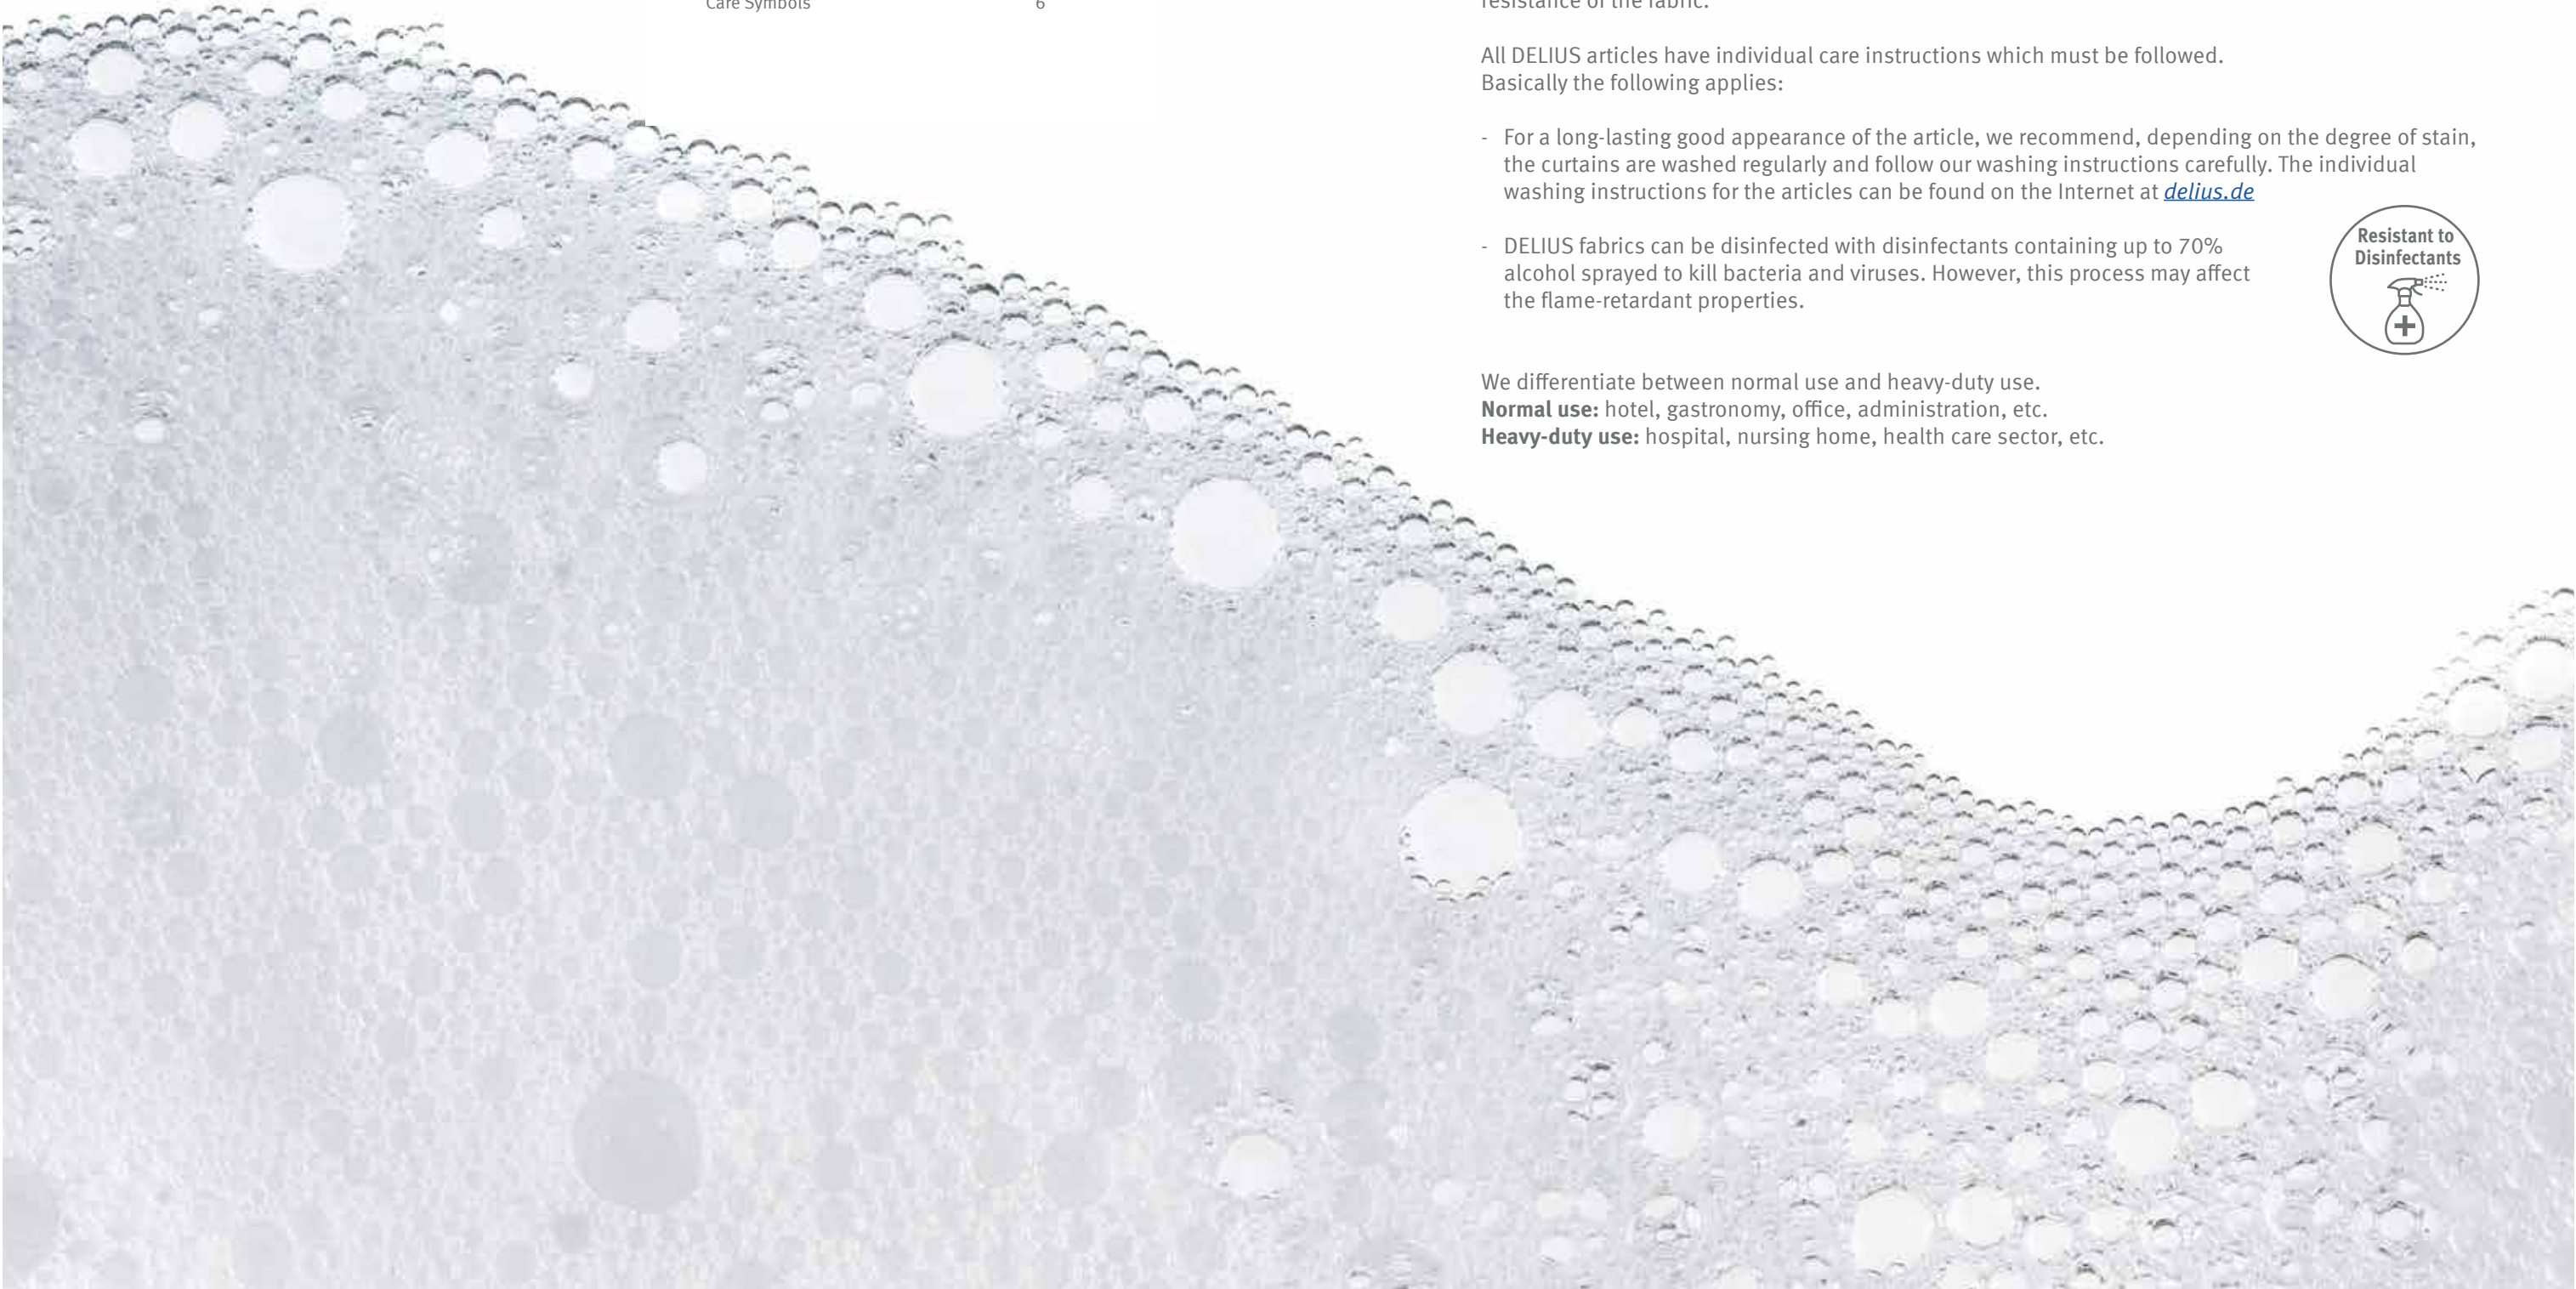 Care Symbols 6
resistance of the fabric.
All DELIUS articles have individual care instructions which must be followed.
Basically the following applies:
- For a long-lasting good appearance of the article, we recommend, depending on the degree of stain,
the curtains are washed regularly and follow our washing instructions carefully. The individual
washing instructions for the articles can be found on the Internet at delius.de
- DELIUS fabrics can be disinfected with disinfectants containing up to 70%
alcohol sprayed to kill bacteria and viruses. However, this process may affect
the flame-retardant properties.
Resistant to
Disinfectants
We differentiate between normal use and heavy-duty use.
Normal use: hotel, gastronomy, office, administration, etc.
Heavy-duty use: hospital, nursing home, health care sector, etc.